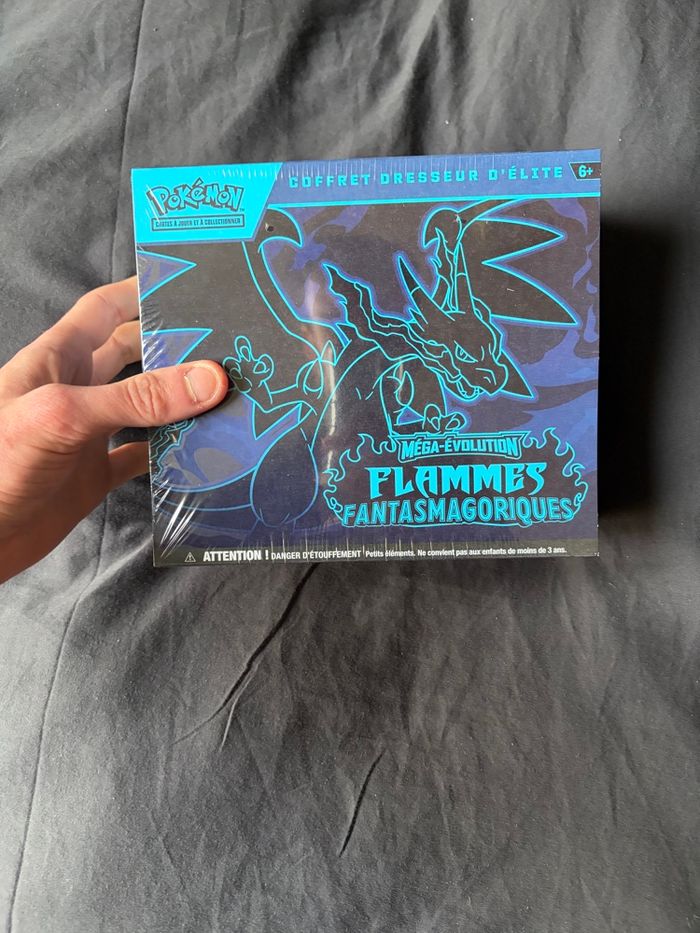 POKéMON™
CARTES À JOUER ET À COLLECTIONNER
COFFRET DRESSEUR D'ÉLITE
6+
MÉGA-ÉVOLUTION
FLAMMES
FANTASMAGORIQUES
⚠ ATTENTION ! DANGER D'ÉTOUFFEMENT Petits éléments. Ne convient pas aux enfants de moins de 3 ans.